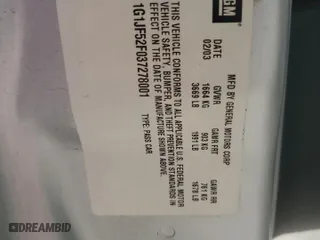 GM
MFD BY GENERAL MOTORS CORP
02/03
GVWR GAWR FRT GAWR RR
1664 KG 903 KG 761 KG
3669 LB 1991 LB 1678 LB
THIS VEHICLE CONFORMS TO ALL APPLICABLE U.S. FEDERAL MOTOR
VEHICLE SAFETY, BUMPER, AND THEFT PREVENTION STANDARDS IN
EFFECT ON THE DATE OF MANUFACTURE SHOWN ABOVE.
1G1JF52F037278001
TYPE: PASS CAR
DREAMBID